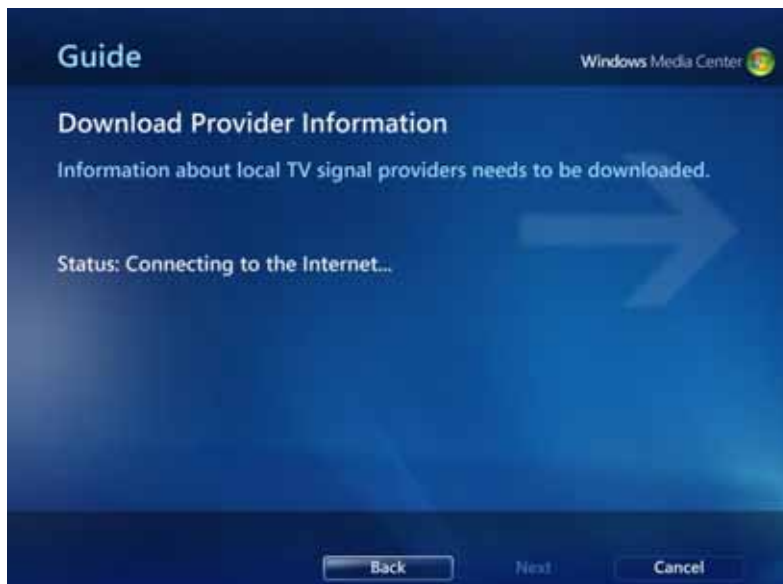 Guide
Windows Media Center
Download Provider Information
Information about local TV signal providers needs to be downloaded.
Status: Connecting to the Internet...
Back Next Cancel